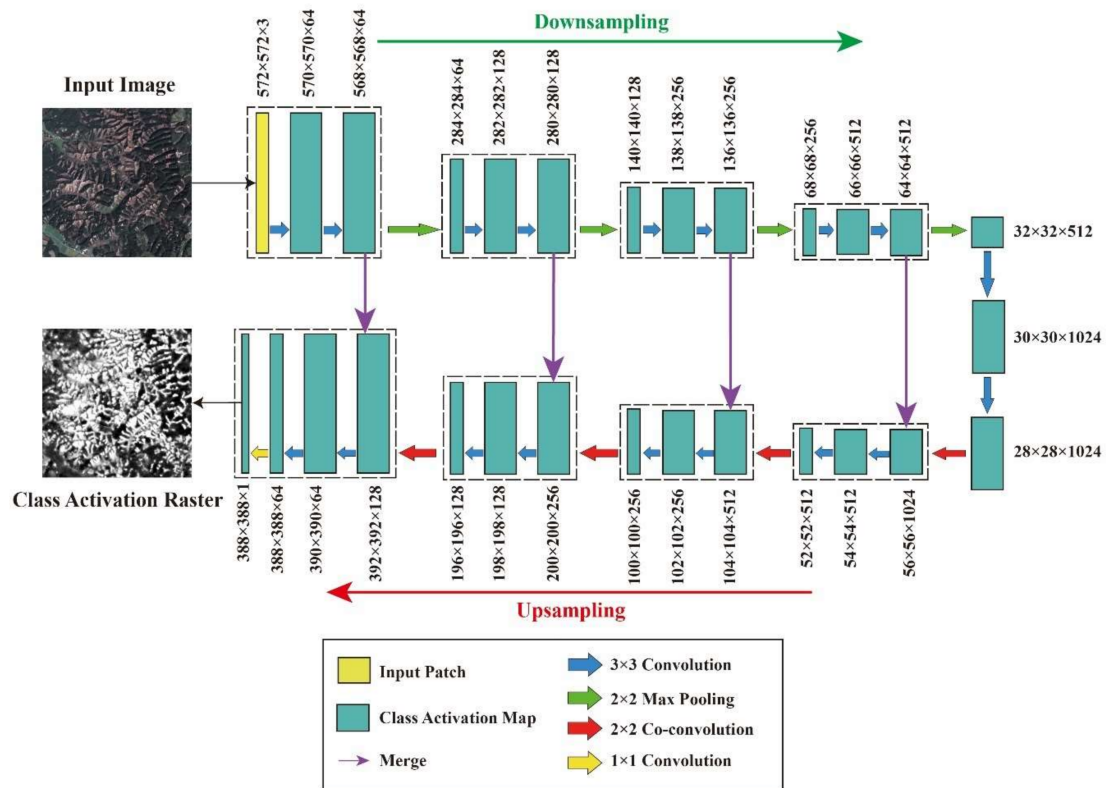 Downsampling
Input Image
572×572×3
570×570×64
568×568×64
284×284×64
282×282×128
280×280×128
140×140×128
138×138×256
136×136×256
68×68×256
66×66×512
64×64×512
32×32×512
30×30×1024
28×28×1024
Class Activation Raster
388×388×1
388×388×64
390×390×64
392×392×128
196×196×128
198×198×128
200×200×256
100×100×256
102×102×256
104×104×512
52×52×512
54×54×512
56×56×1024
Upsampling
Input Patch
Class Activation Map
Merge
3×3 Convolution
2×2 Max Pooling
2×2 Co-convolution
1×1 Convolution